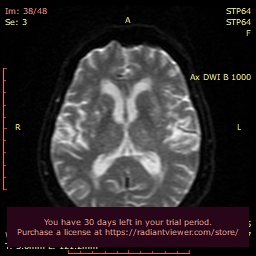 Im: 38/48
Se: 3
A
STP64
STP64
F
Ax DWI B 1000
R
L
You have 30 days left in your trial period.
Purchase a license at https://radiantviewer.com/store/